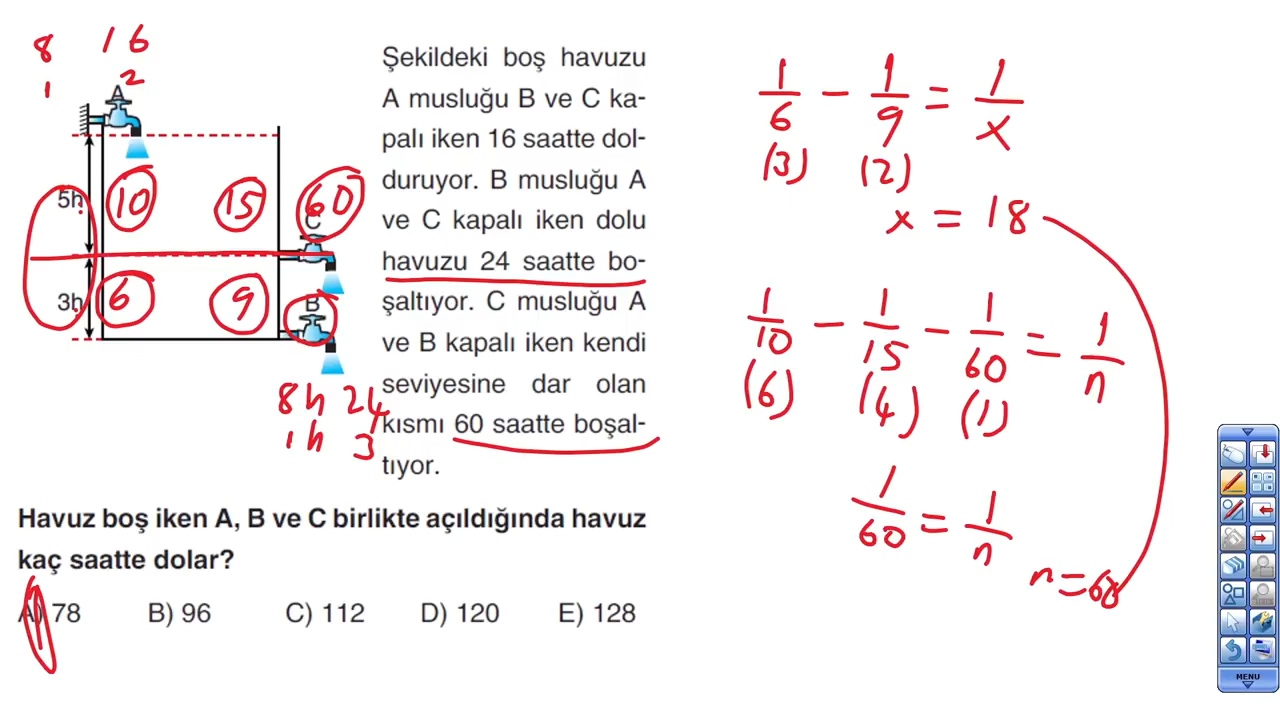 8 16
1 2
A
5h
10 15 60
C
3h
6 9
B
8h 24
1h 3
Şekildeki boş havuzu
A musluğu B ve C ka-
palı iken 16 saatte dol-
duruyor. B musluğu A
ve C kapalı iken dolu
havuzu 24 saatte bo-
şaltıyor. C musluğu A
ve B kapalı iken kendi
seviyesine dar olan
kısmı 60 saatte boşal-
tıyor.
Havuz boş iken A, B ve C birlikte açıldığında havuz
kaç saatte dolar?
A) 78 B) 96 C) 112 D) 120 E) 128
1/6 − 1/9 = 1/x
(3) (2)
x = 18
1/10 − 1/15 − 1/60 = 1/n
(6) (4) (1)
1/60 = 1/n
n = 60
MENU